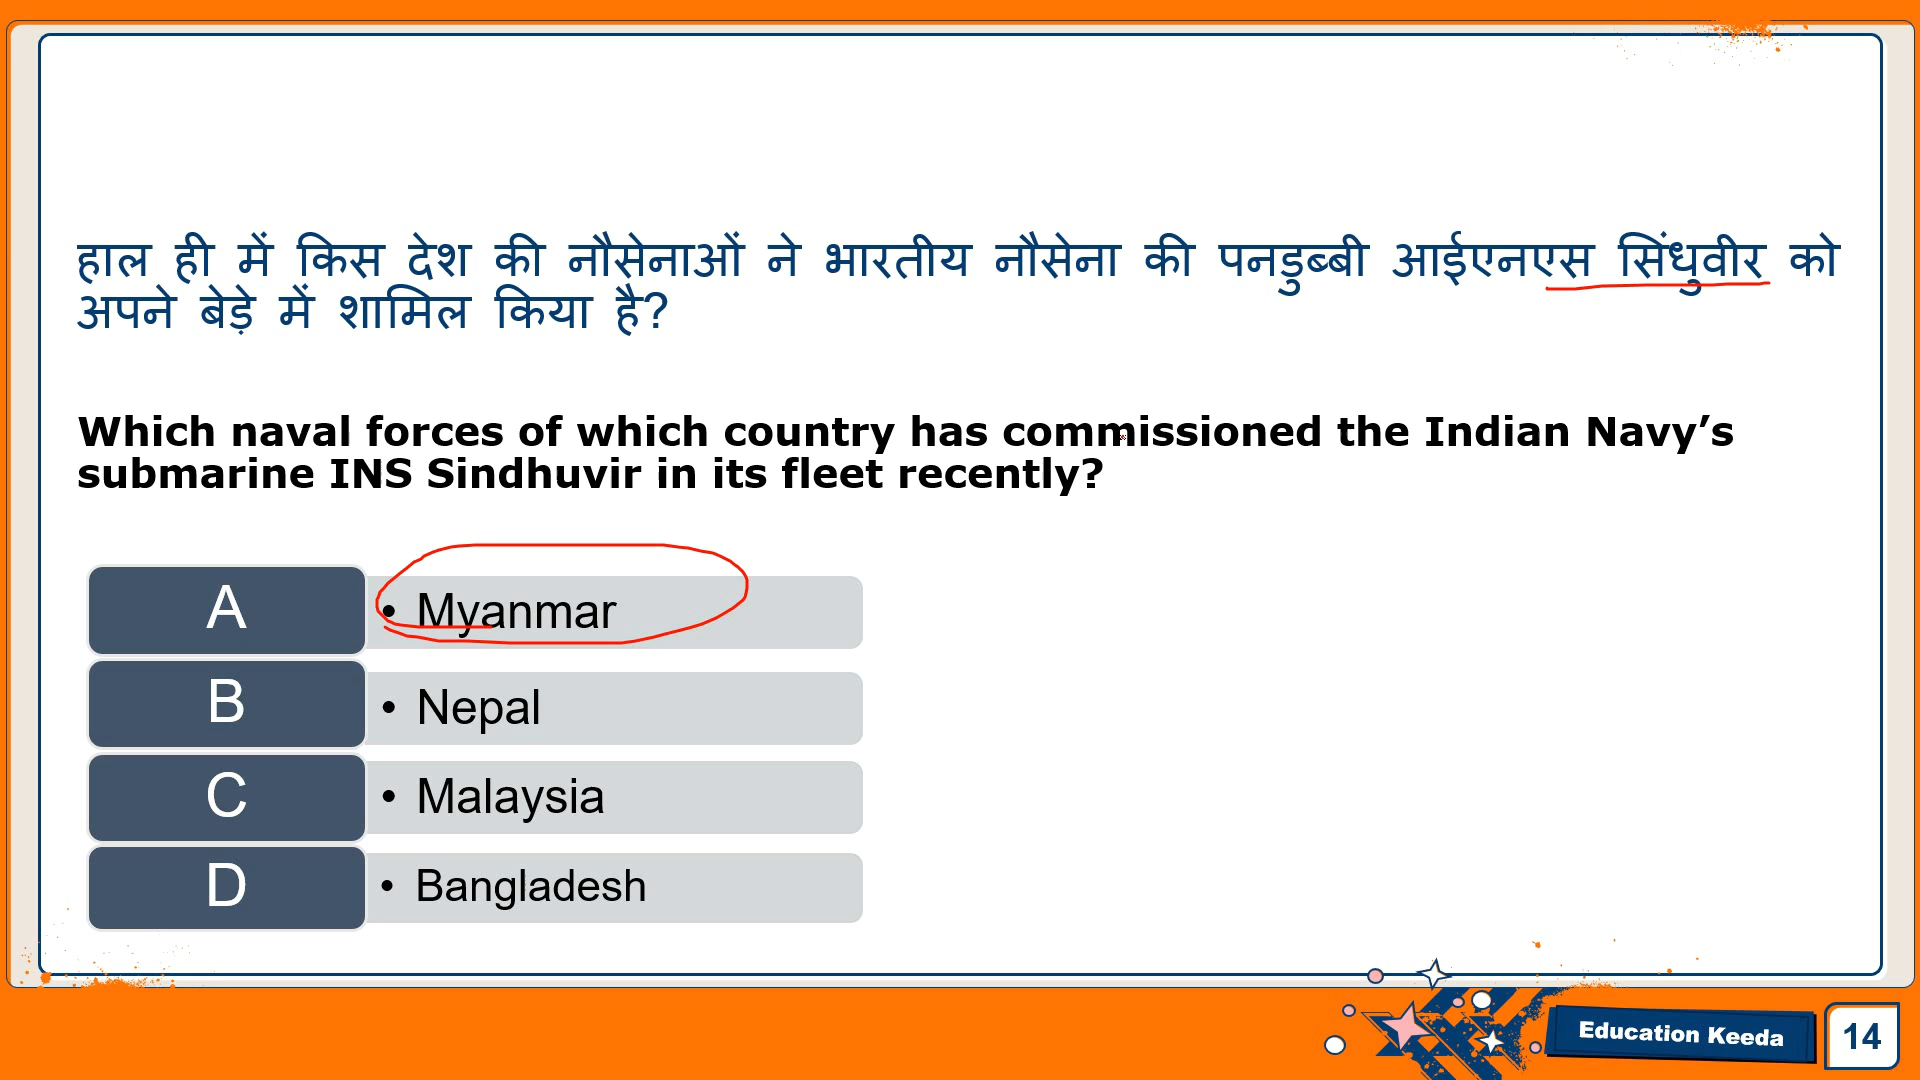 हाल ही में किस देश की नौसेनाओं ने भारतीय नौसेना की पनडुब्बी आईएनएस सिंधुवीर को
अपने बेड़े में शामिल किया है?
Which naval forces of which country has commissioned the Indian Navy’s
submarine INS Sindhuvir in its fleet recently?
A • Myanmar
B • Nepal
C • Malaysia
D • Bangladesh
Education Keeda 14